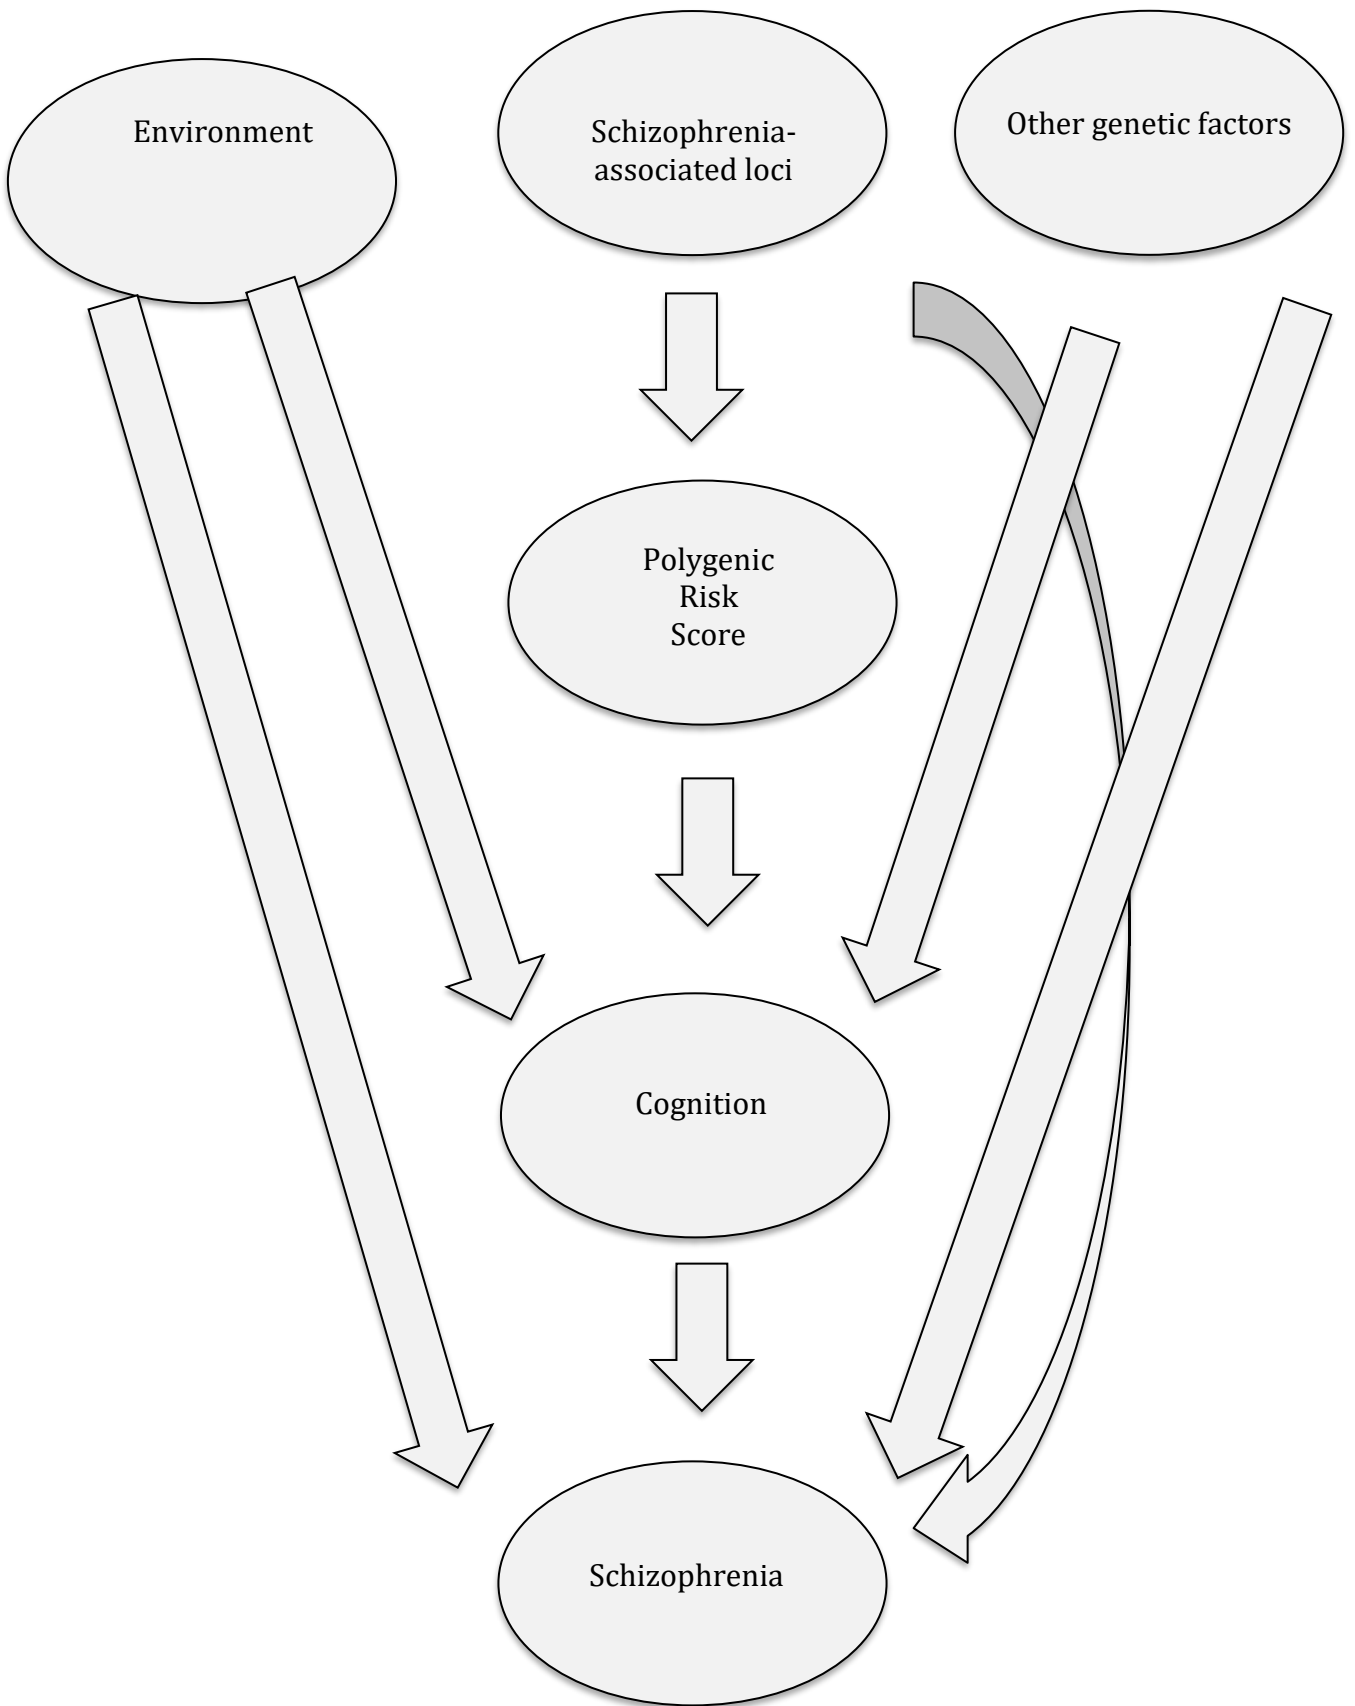 Environment
Schizophrenia-
associated loci
Other genetic factors
Polygenic
Risk
Score
Cognition
Schizophrenia